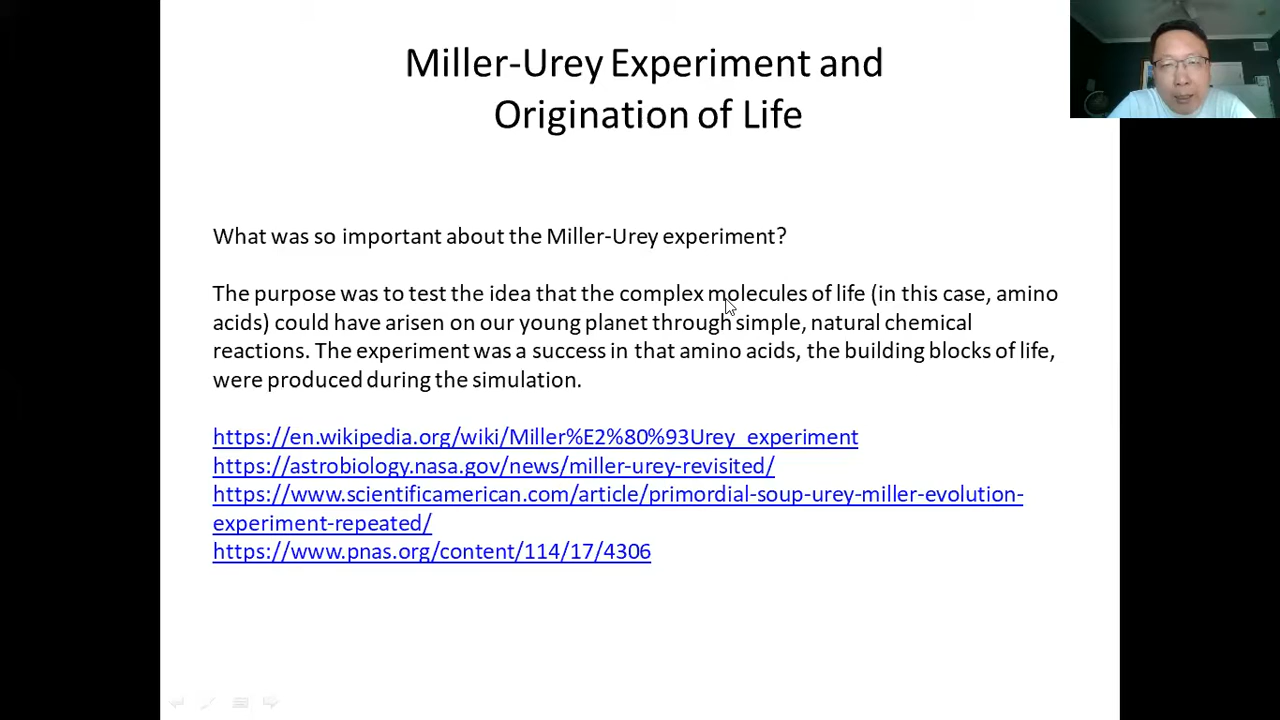 Miller-Urey Experiment and
Origination of Life
What was so important about the Miller-Urey experiment?
The purpose was to test the idea that the complex molecules of life (in this case, amino
acids) could have arisen on our young planet through simple, natural chemical
reactions. The experiment was a success in that amino acids, the building blocks of life,
were produced during the simulation.
https://en.wikipedia.org/wiki/Miller%E2%80%93Urey_experiment
https://astrobiology.nasa.gov/news/miller-urey-revisited/
https://www.scientificamerican.com/article/primordial-soup-urey-miller-evolution-
experiment-repeated/
https://www.pnas.org/content/114/17/4306